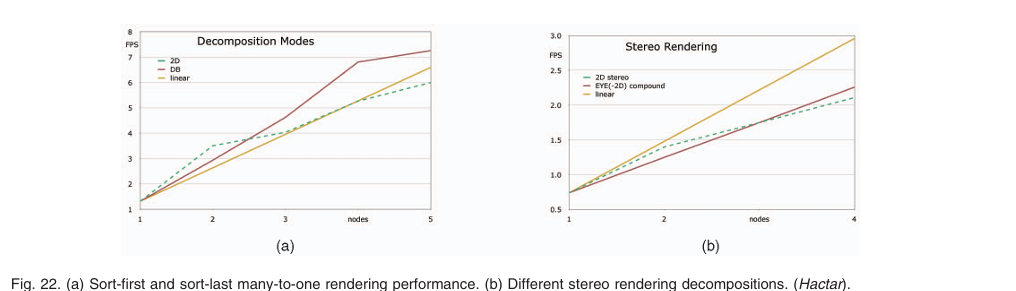 Decomposition Modes
FPS
8
7
6
5
4
3
2
1
2D
DB
linear
1 2 3 nodes 5
(a)
Stereo Rendering
FPS
3.0
2.5
2.0
1.5
1.0
0.5
2D stereo
EYE(-2D) compound
linear
1 2 nodes 4
(b)
Fig. 22. (a) Sort-first and sort-last many-to-one rendering performance. (b) Different stereo rendering decompositions. (Hactar).